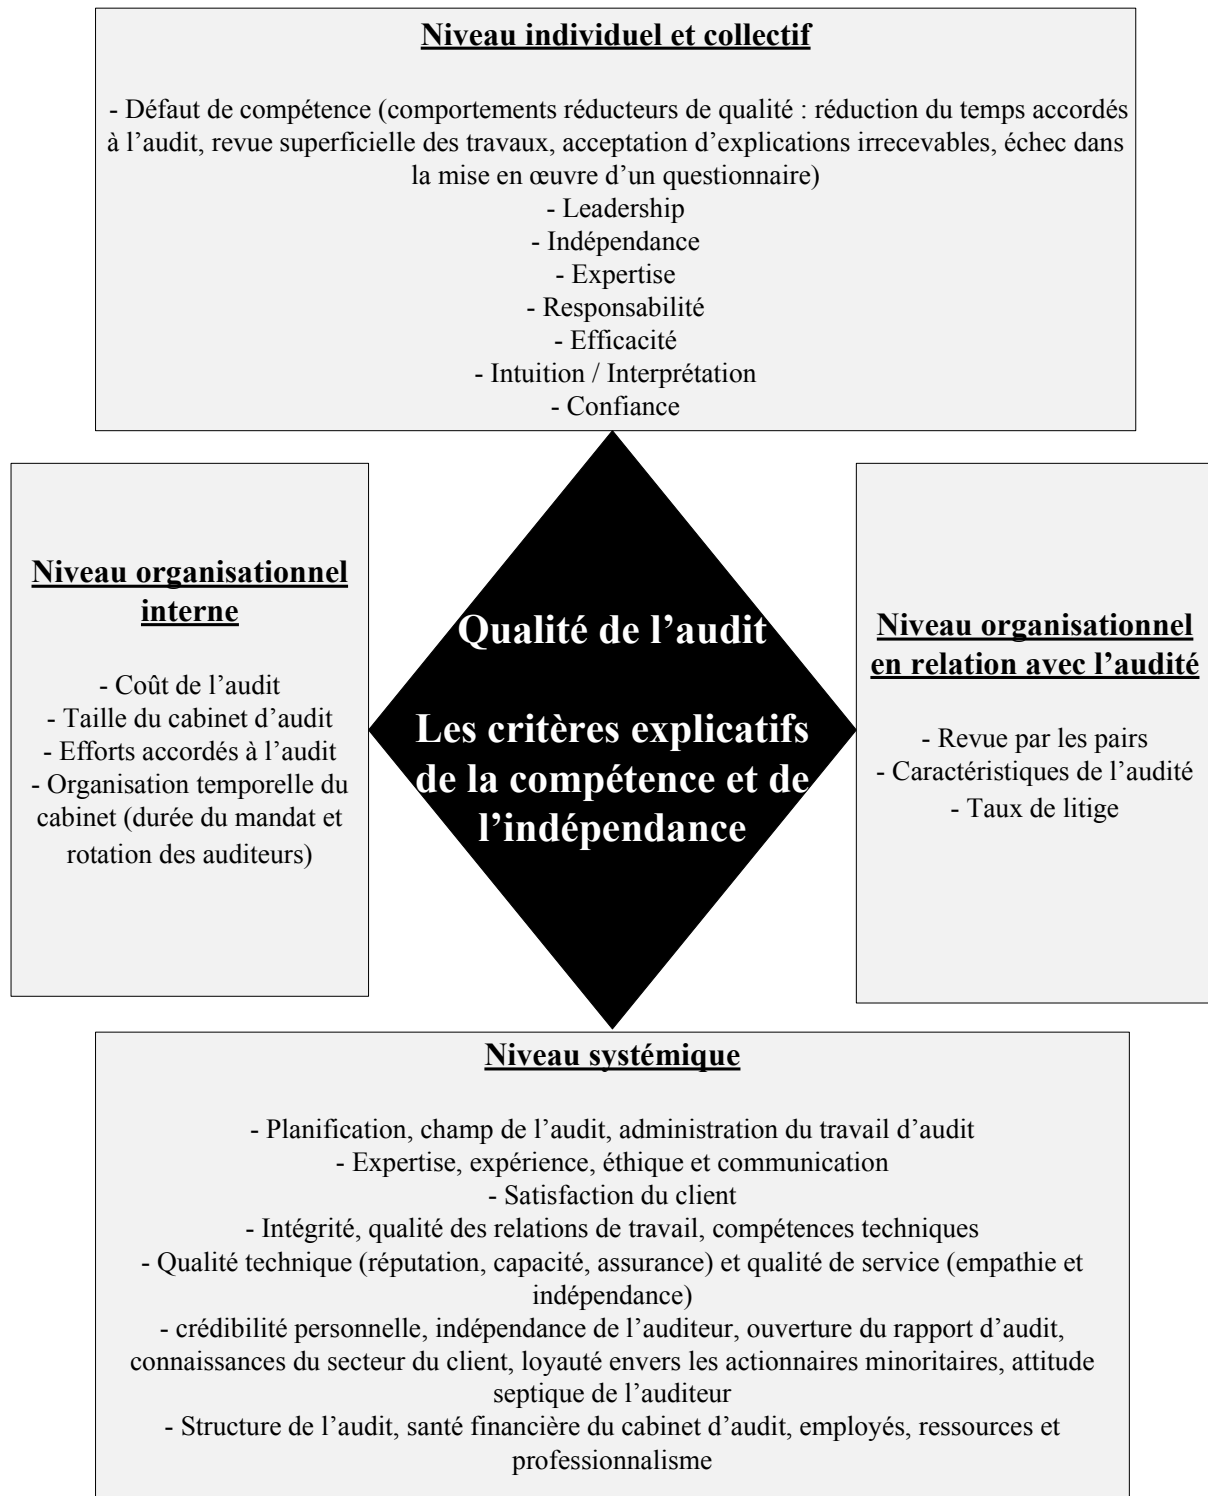 Niveau individuel et collectif
- Défaut de compétence (comportements réducteurs de qualité : réduction du temps accordés
à l’audit, revue superficielle des travaux, acceptation d’explications irrecevables, échec dans
la mise en œuvre d’un questionnaire)
- Leadership
- Indépendance
- Expertise
- Responsabilité
- Efficacité
- Intuition / Interprétation
- Confiance
Niveau organisationnel
interne
- Coût de l’audit
- Taille du cabinet d’audit
- Efforts accordés à l’audit
- Organisation temporelle du
cabinet (durée du mandat et
rotation des auditeurs)
Qualité de l’audit
Les critères explicatifs
de la compétence et de
l’indépendance
Niveau organisationnel
en relation avec l’audité
- Revue par les pairs
- Caractéristiques de l’audité
- Taux de litige
Niveau systémique
- Planification, champ de l’audit, administration du travail d’audit
- Expertise, expérience, éthique et communication
- Satisfaction du client
- Intégrité, qualité des relations de travail, compétences techniques
- Qualité technique (réputation, capacité, assurance) et qualité de service (empathie et
indépendance)
- crédibilité personnelle, indépendance de l’auditeur, ouverture du rapport d’audit,
connaissances du secteur du client, loyauté envers les actionnaires minoritaires, attitude
septique de l’auditeur
- Structure de l’audit, santé financière du cabinet d’audit, employés, ressources et
professionnalisme